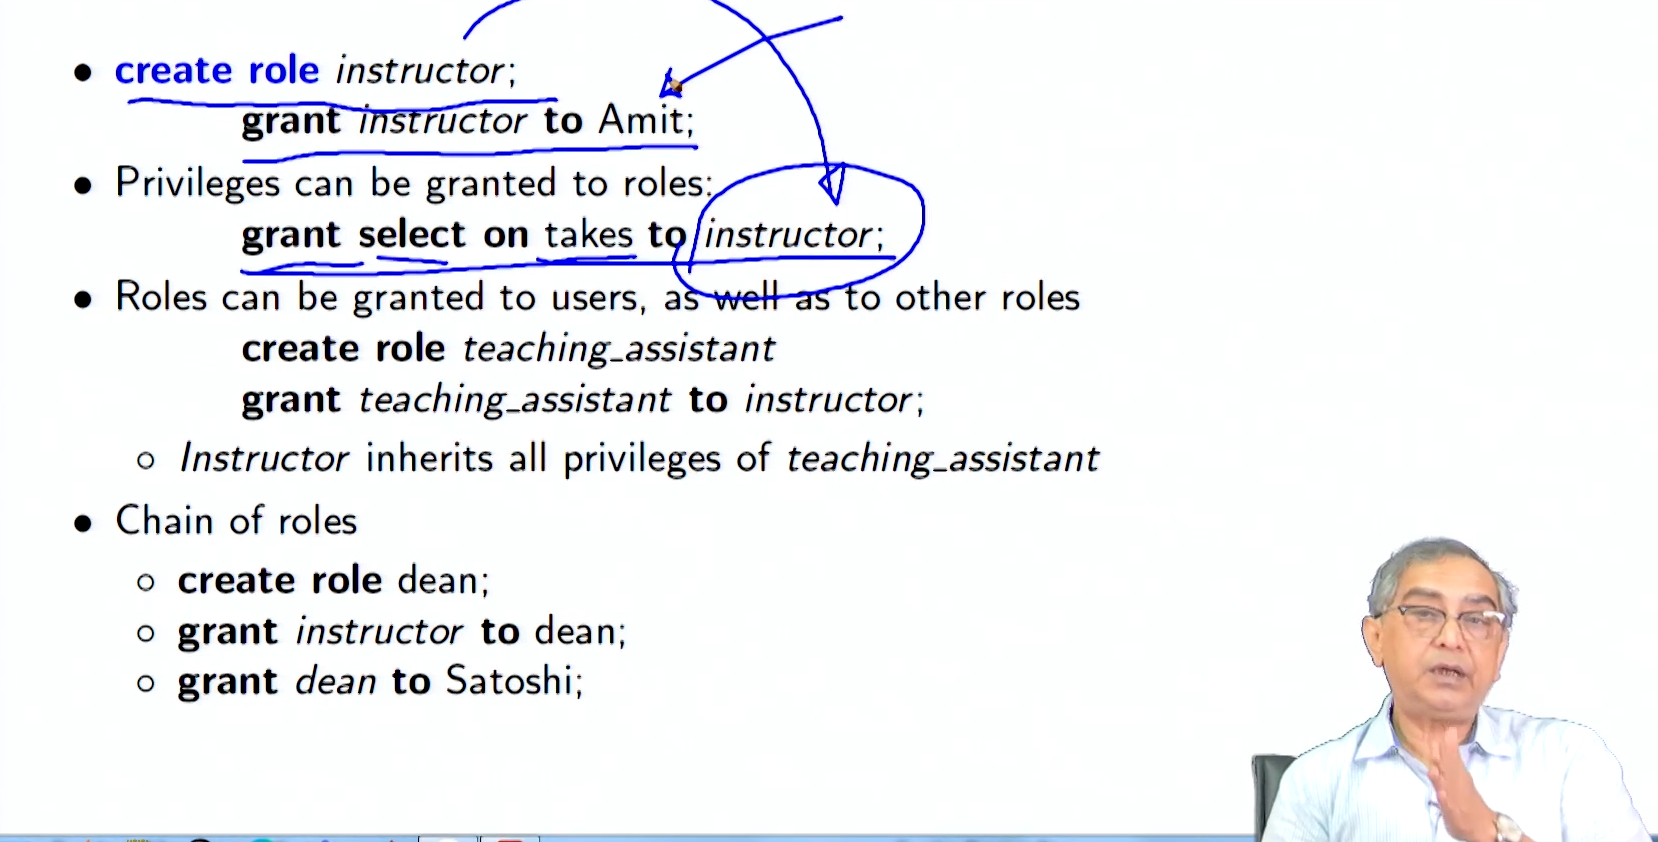 • create role instructor;
grant instructor to Amit;
• Privileges can be granted to roles:
grant select on takes to instructor;
• Roles can be granted to users, as well as to other roles
create role teaching_assistant
grant teaching_assistant to instructor;
○ Instructor inherits all privileges of teaching_assistant
• Chain of roles
○ create role dean;
○ grant instructor to dean;
○ grant dean to Satoshi;